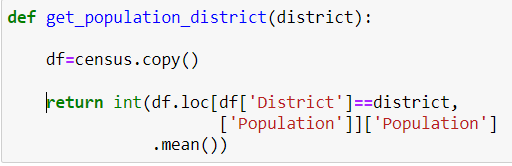 def get_population_district(district):
df=census.copy()
return int(df.loc[df['District']==district,
['Population']]['Population']
.mean())